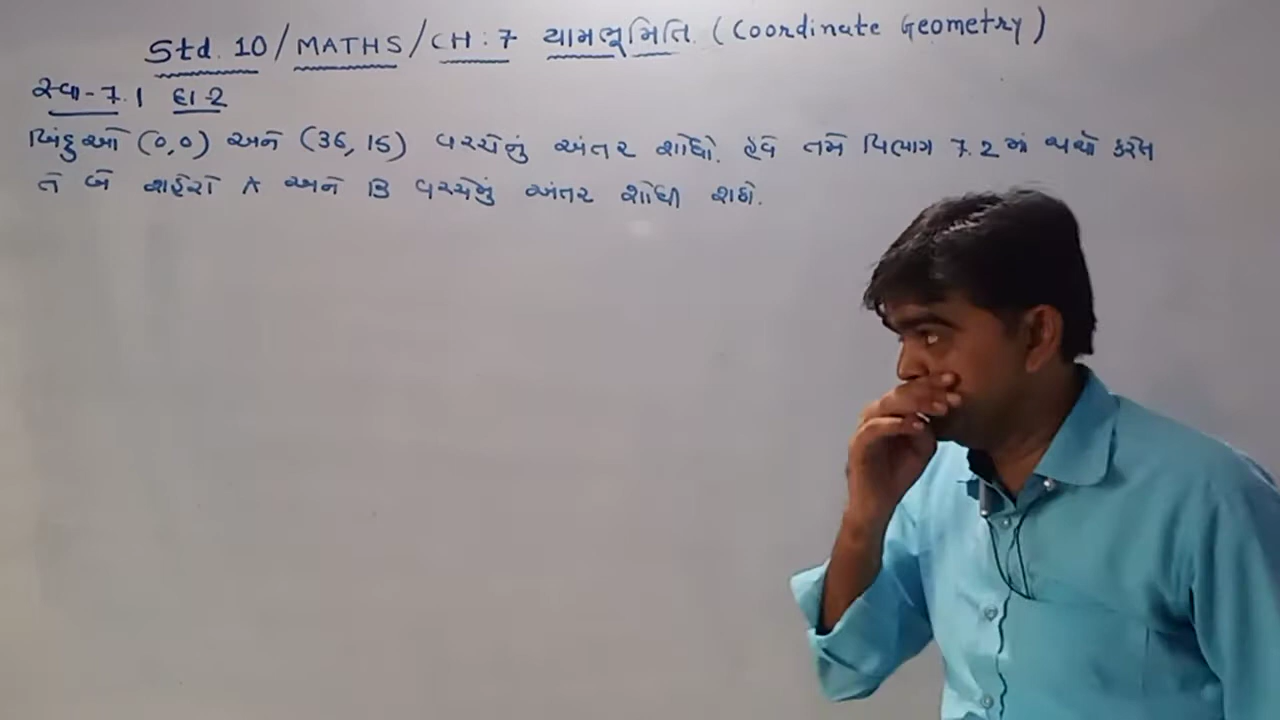 Std. 10/MATHS/CH:7 યામભૂમિતિ. (Coordinate Geometry)
સ્વા-7.1 દા-2
બિંદુઓ (0,0) અને (36,15) વચ્ચેનું અંતર શોધો. હવે તમે વિભાગ 7.2 માં ચર્ચા કરેલ
તે બે શહેરો A અને B વચ્ચેનું અંતર શોધી શકો.